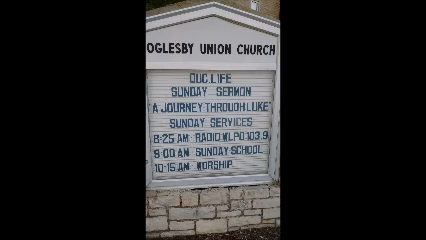 OGLESBY UNION CHURCH
OUC.LIFE
SUNDAY SERMON
"A JOURNEY THROUGH LUKE"
SUNDAY SERVICES
8:25 AM RADIO WLPO 103.9
9:00 AM SUNDAY SCHOOL
10:15 AM WORSHIP